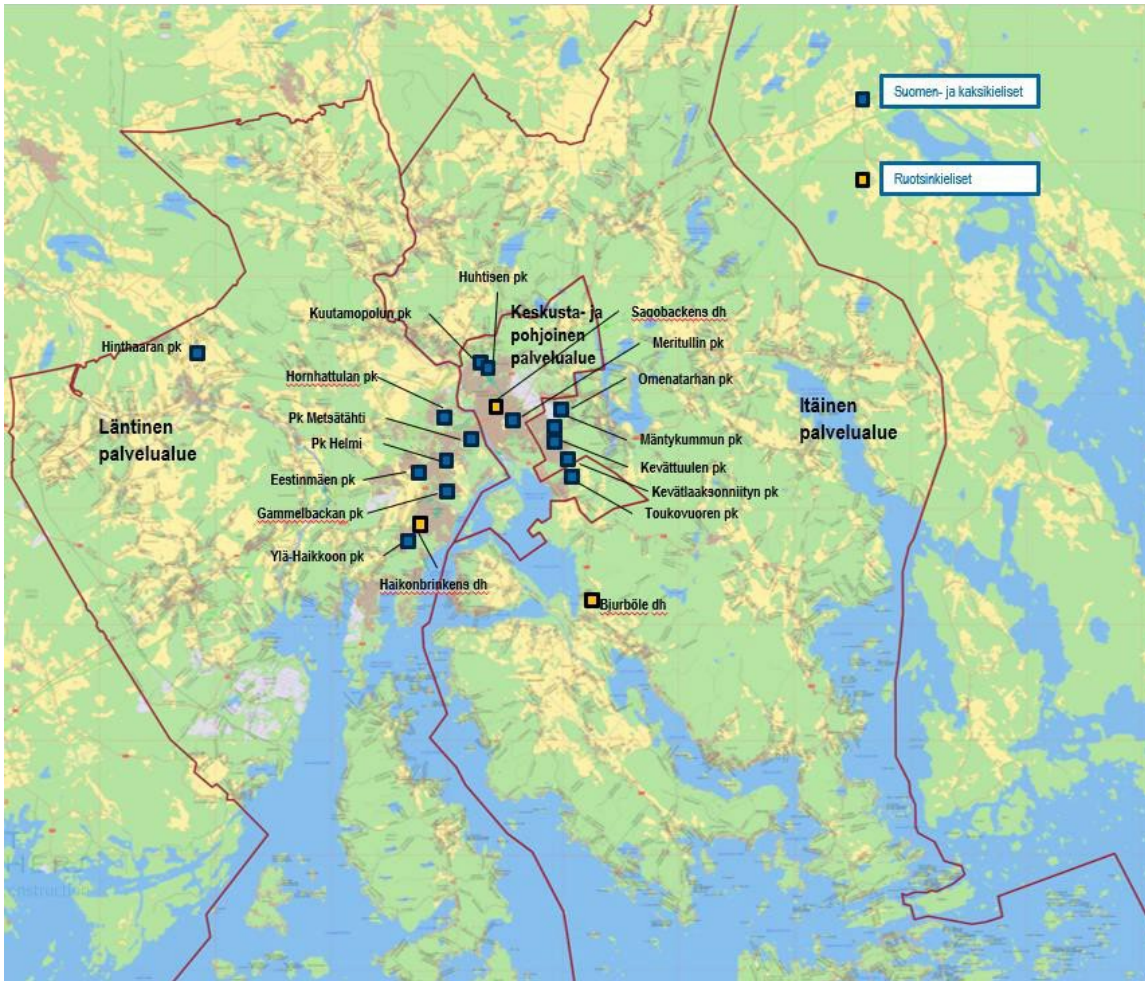 Suomen- ja kaksikieliset
Ruotsinkieliset
Huhtisen pk
Kuutamopolun pk
Keskusta- ja
pohjoinen
palvelualue
Sagobackens dh
Meritullin pk
Hinthaaran pk
Hornhattulan pk
Omenatarhan pk
Läntinen
palvelualue
Pk Metsätähti
Itäinen
palvelualue
Pk Helmi
Mäntykummun pk
Eestinmäen pk
Kevättuulen pk
Kevätlaaksonniityn pk
Gammelbackan pk
Toukovuoren pk
Ylä-Haikkoon pk
Haikonbrinkens dh
Bjurböle dh